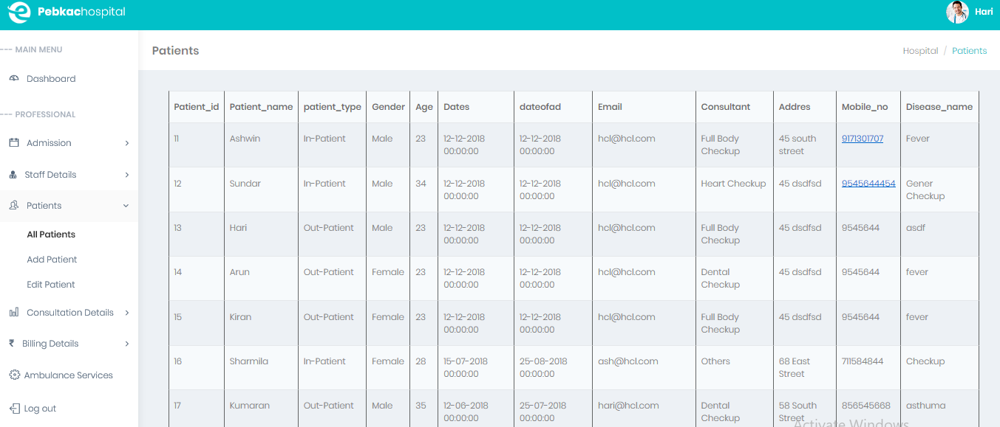 Pebkachospital
Hari
--- MAIN MENU
Dashboard
--- PROFESSIONAL
Admission
Staff Details
Patients
All Patients
Add Patient
Edit Patient
Consultation Details
₹ Billing Details
Ambulance Services
Log out
Patients
Hospital / Patients
Patient_id Patient_name patient_type Gender Age Dates dateofad Email Consultant Addres Mobile_no Disease_name
11 Ashwin In-Patient Male 23 12-12-2018 12-12-2018 hcl@hcl.com Full Body 45 south 9171301707 Fever
00:00:00 00:00:00 Checkup street
12 Sundar In-Patient Male 34 12-12-2018 12-12-2018 hcl@hcl.com Heart Checkup 45 dsdfsd 9545644454 Gener
00:00:00 00:00:00 Checkup
13 Hari Out-Patient Male 23 12-12-2018 12-12-2018 hcl@hcl.com Full Body 45 dsdfsd 9545644 asdf
00:00:00 00:00:00 Checkup
14 Arun Out-Patient Female 23 12-12-2018 12-12-2018 hcl@hcl.com Dental 45 dsdfsd 9545644 fever
00:00:00 00:00:00 Checkup
15 Kiran Out-Patient Female 23 12-12-2018 12-12-2018 hcl@hcl.com Full Body 45 dsdfsd 9545644 fever
00:00:00 00:00:00 Checkup
16 Sharmila In-Patient Female 28 15-07-2018 25-08-2018 ash@hcl.com Others 68 East 711584844 Checkup
00:00:00 00:00:00 Street
17 Kumaran Out-Patient Male 35 12-06-2018 25-07-2018 hari@hcl.com Dental 58 South 856545668 asthuma
00:00:00 00:00:00 Checkup Street
Activate Windows